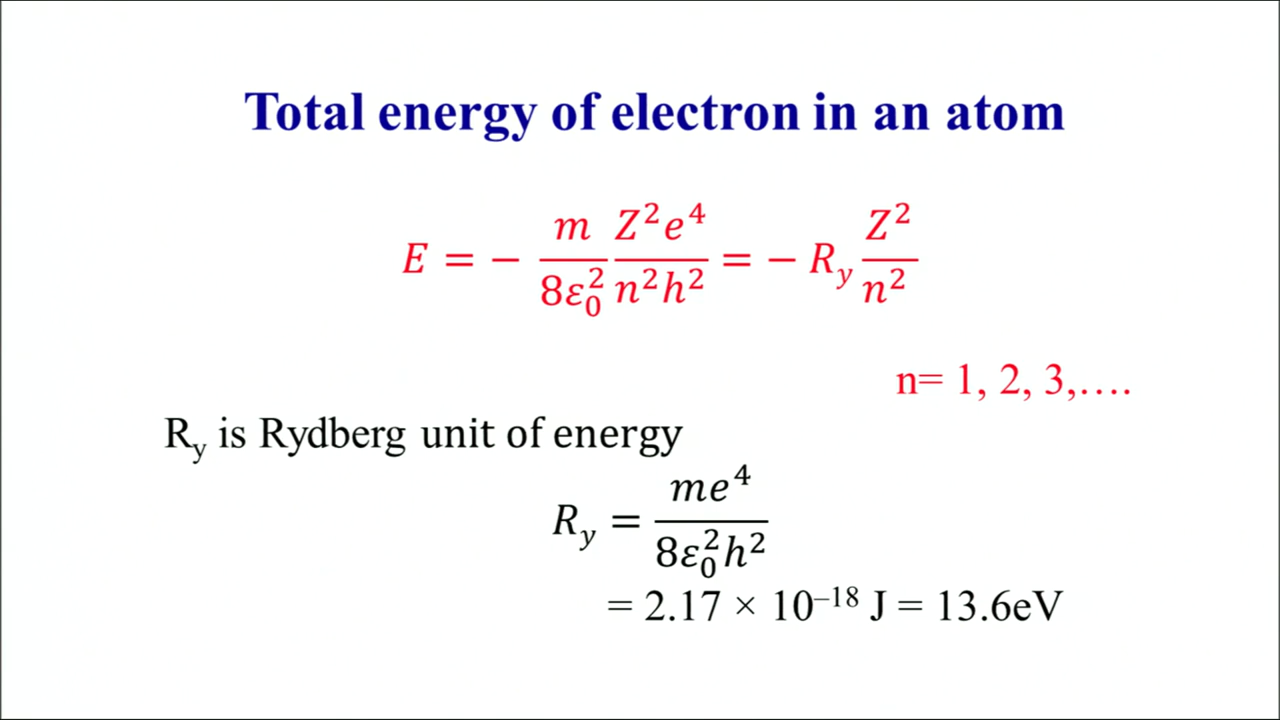 Total energy of electron in an atom
E = − m/8ε₀² Z²e⁴/n²h² = − R_y Z²/n²
n= 1, 2, 3,….
R_y is Rydberg unit of energy
R_y = me⁴/8ε₀²h²
= 2.17 × 10⁻¹⁸ J = 13.6eV